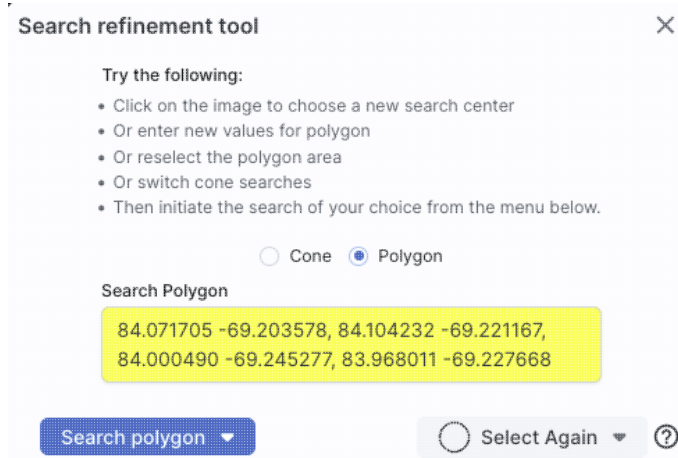 Search refinement tool
Try the following:
• Click on the image to choose a new search center
• Or enter new values for polygon
• Or reselect the polygon area
• Or switch cone searches
• Then initiate the search of your choice from the menu below.
Cone Polygon
Search Polygon
84.071705 -69.203578, 84.104232 -69.221167,
84.000490 -69.245277, 83.968011 -69.227668
Search polygon Select Again ?